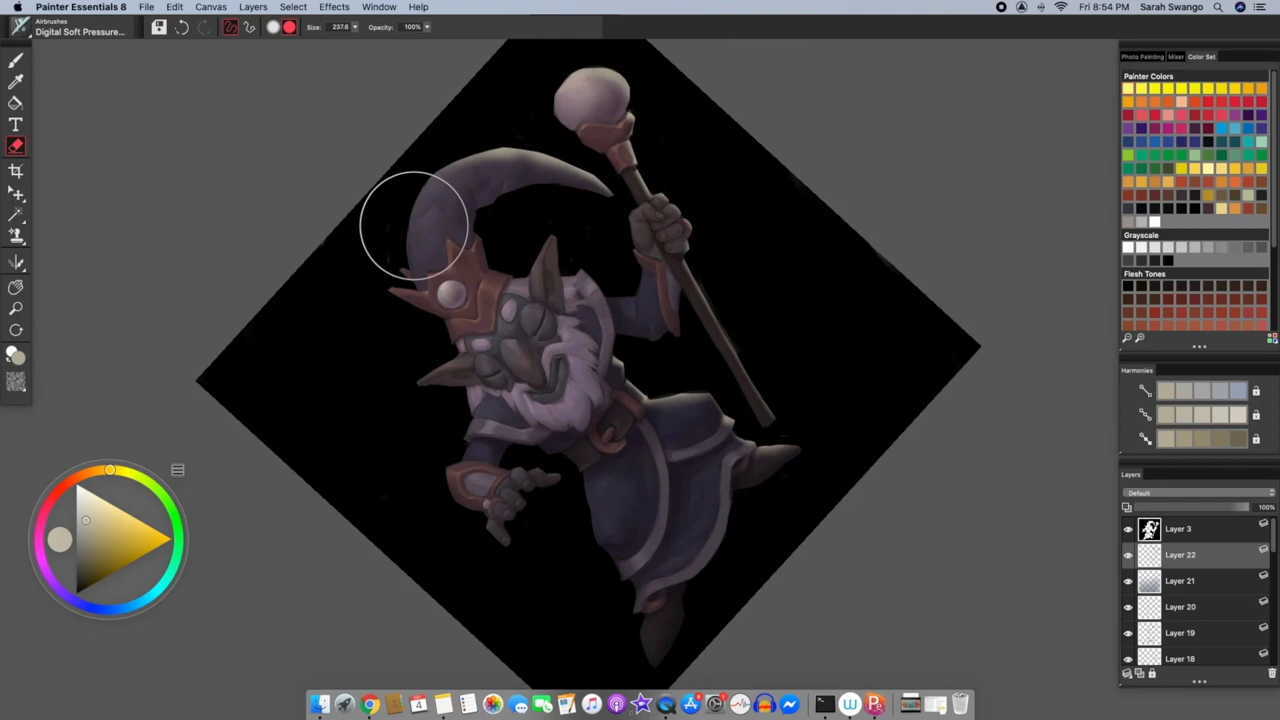 Painter Essentials 8 File Edit Canvas Layers Select Effects Window Help Fri 8:54 PM Sarah Swango
Airbrushes
Digital Soft Pressure...
Size: 237.6 Opacity: 100%
Photo Painting Mixer Color Set
Painter Colors
Grayscale
Flesh Tones
Harmonies
Layers
Default
100%
Layer 3
Layer 22
Layer 21
Layer 20
Layer 19
Layer 18